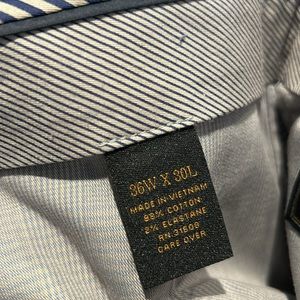 36W X 30L
MADE IN VIETNAM
98% COTTON
2% ELASTANE
RN:31608
CARE OVER